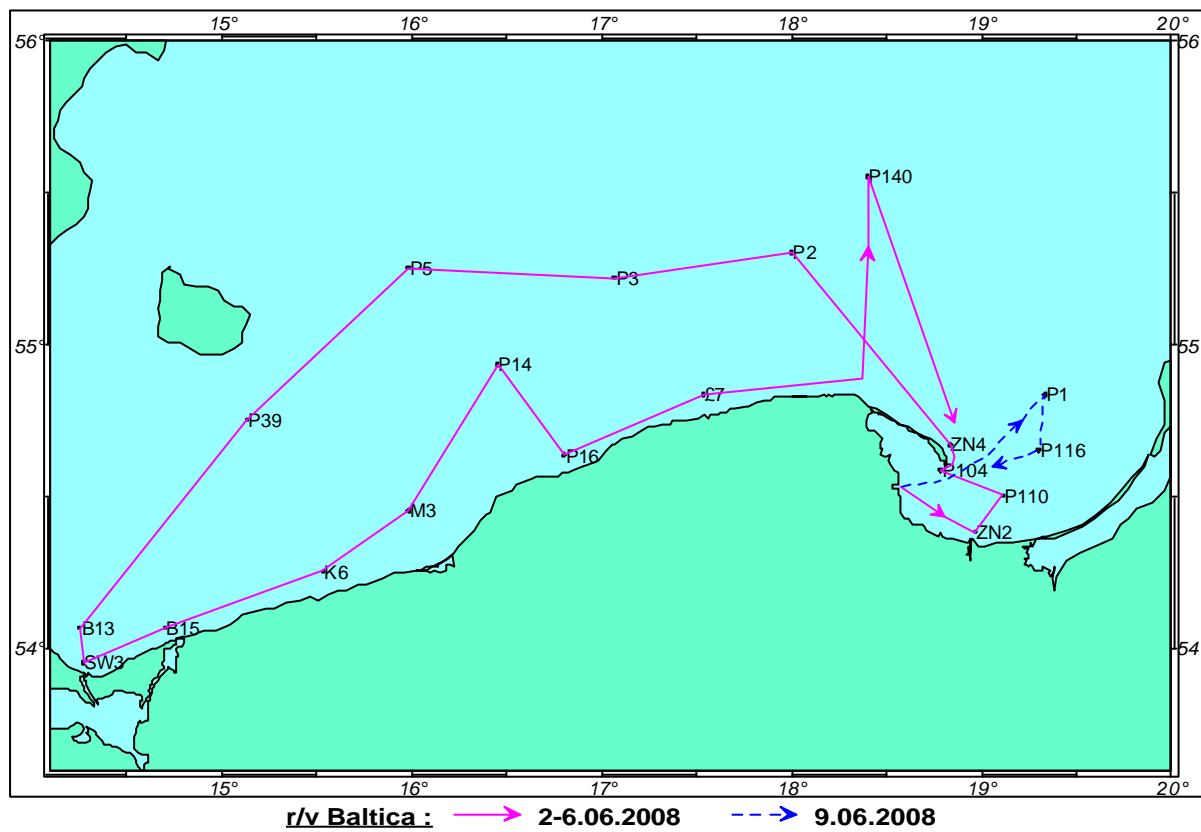 15° 16° 17° 18° 19° 20°
56° 56
P140
P2
P5
P3
55° 55
P14
P1
£7
P39
ZN4
P116
P16
P104
P110
M3
ZN2
K6
B13
B15
54° 54
SW3
15° 16° 17° 18° 19° 20°
r/v Baltica : 2-6.06.2008 9.06.2008